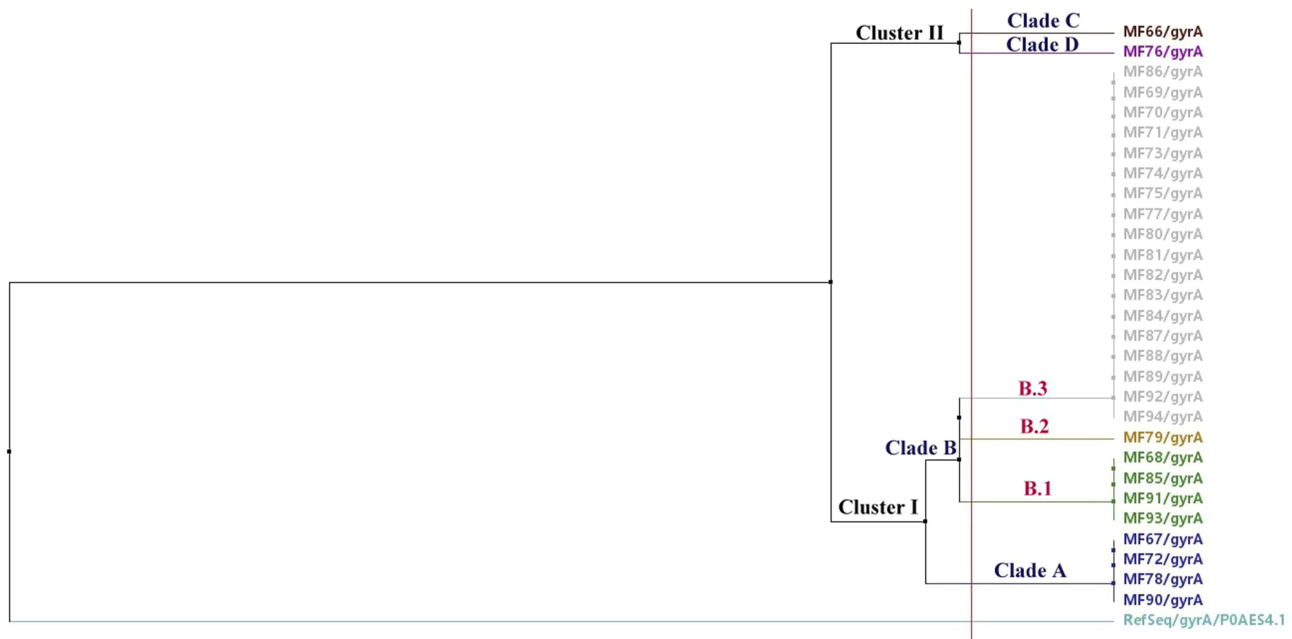 Clade C
MF66/gyrA
Cluster II
Clade D
MF76/gyrA
MF86/gyrA
MF69/gyrA
MF70/gyrA
MF71/gyrA
MF73/gyrA
MF74/gyrA
MF75/gyrA
MF77/gyrA
MF80/gyrA
MF81/gyrA
MF82/gyrA
MF83/gyrA
MF84/gyrA
MF87/gyrA
MF88/gyrA
MF89/gyrA
B.3
MF92/gyrA
MF94/gyrA
B.2
MF79/gyrA
Clade B
MF68/gyrA
MF85/gyrA
B.1
MF91/gyrA
Cluster I
MF93/gyrA
MF67/gyrA
MF72/gyrA
Clade A
MF78/gyrA
MF90/gyrA
RefSeq/gyrA/P0AES4.1